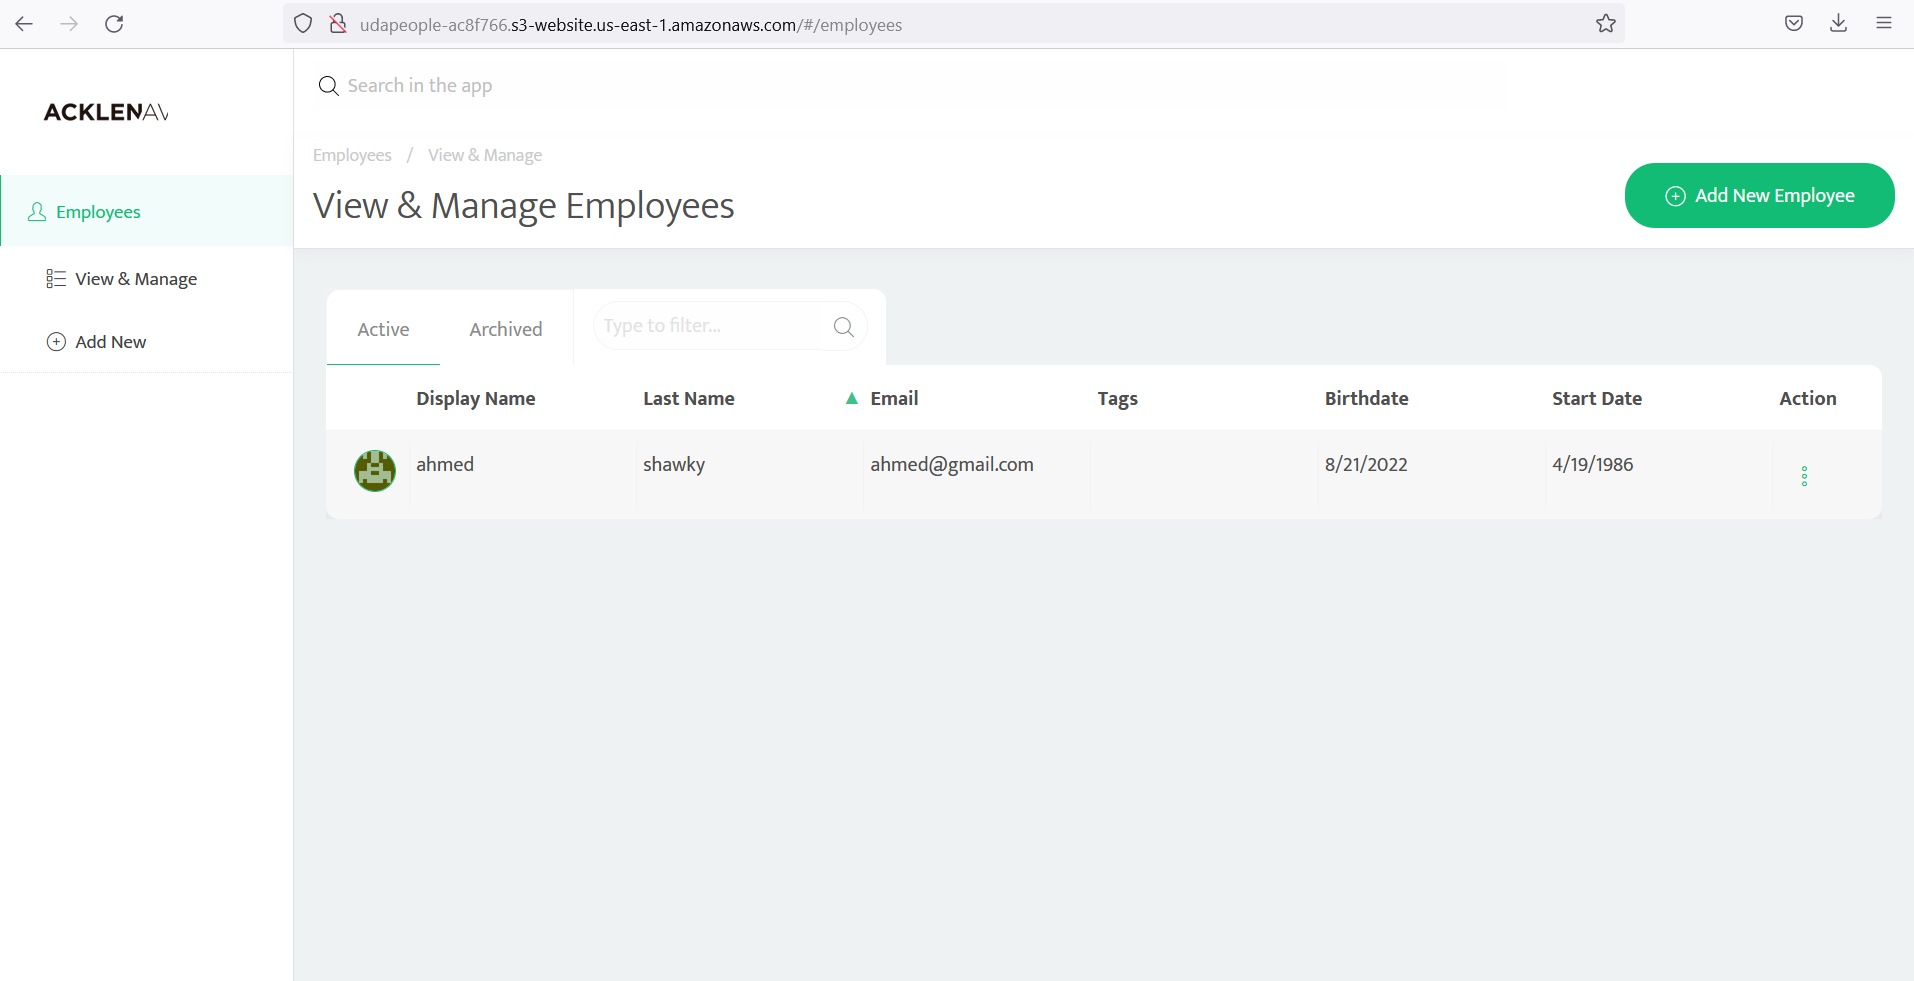 udapeople-ac8f766.s3-website.us-east-1.amazonaws.com/#/employees
ACKLENAV
Search in the app
Employees / View & Manage
View & Manage Employees
Add New Employee
Employees
View & Manage
Add New
Active Archived Type to filter...
Display Name Last Name ▲ Email Tags Birthdate Start Date Action
ahmed shawky ahmed@gmail.com 8/21/2022 4/19/1986